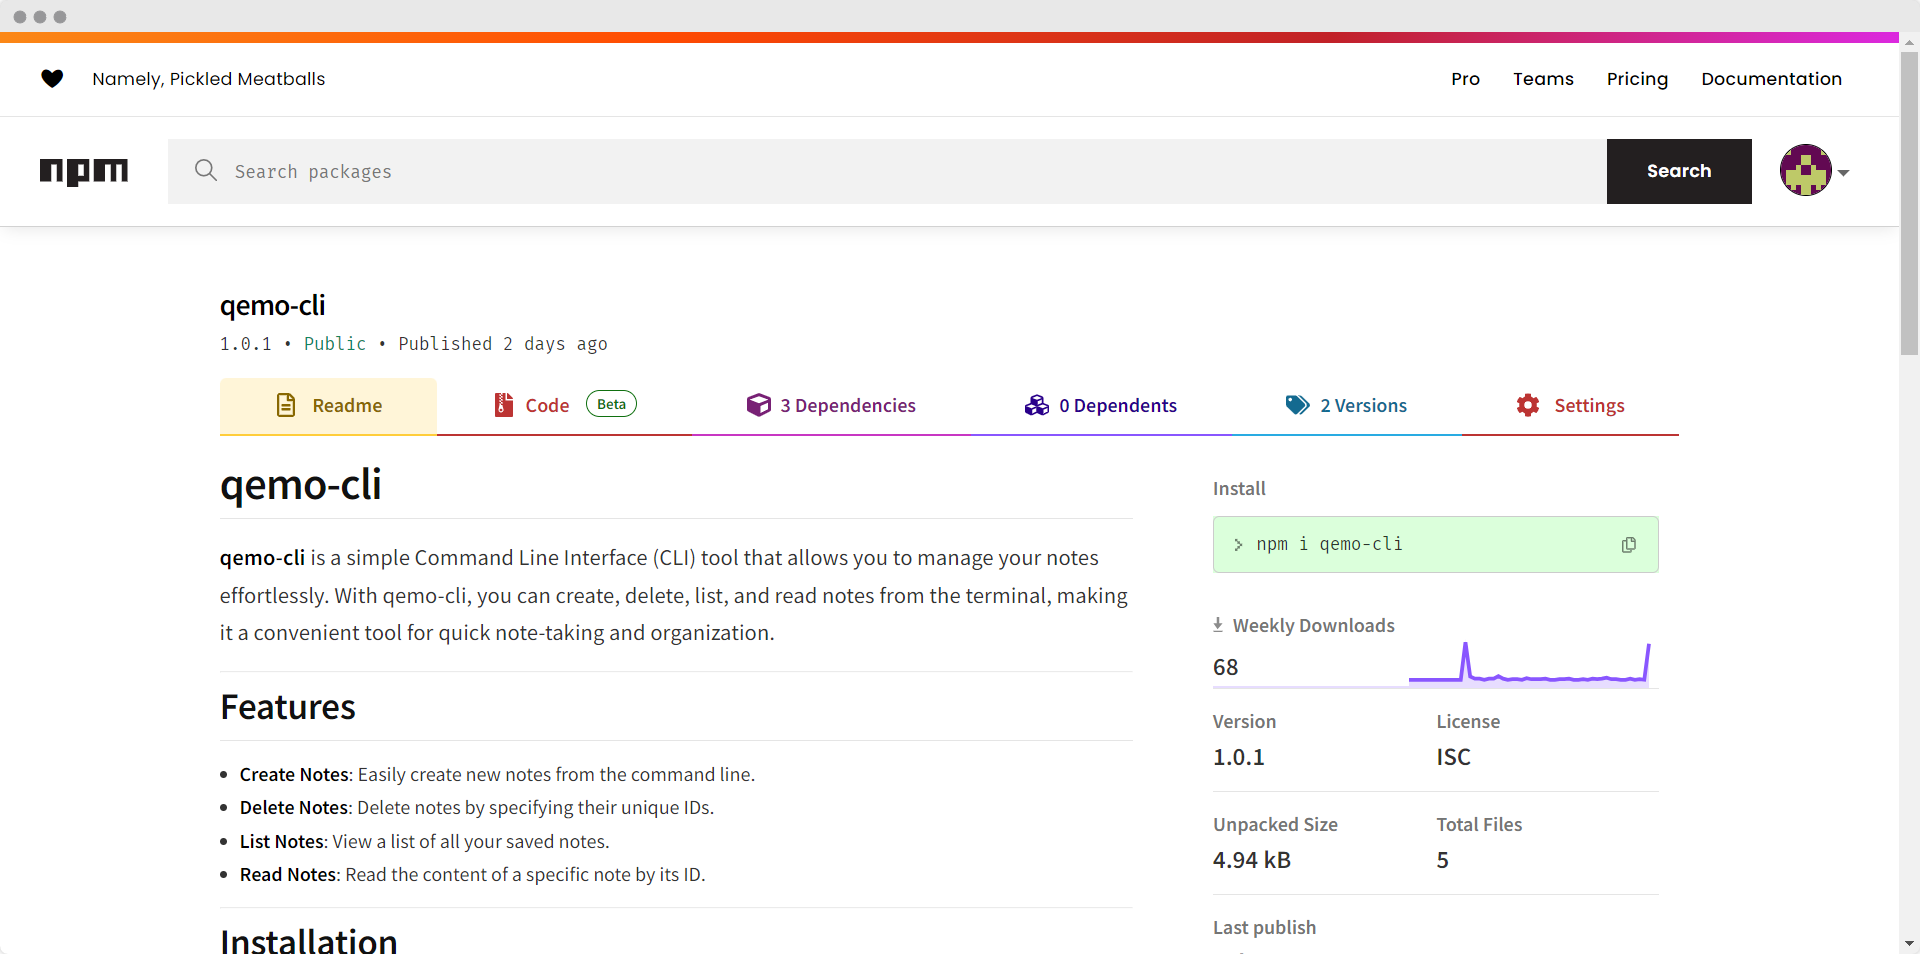 Namely, Pickled Meatballs
Pro Teams Pricing Documentation
npm
Search packages
Search
qemo-cli
1.0.1 • Public • Published 2 days ago
Readme
Code Beta
3 Dependencies
0 Dependents
2 Versions
Settings
qemo-cli
qemo-cli is a simple Command Line Interface (CLI) tool that allows you to manage your notes
effortlessly. With qemo-cli, you can create, delete, list, and read notes from the terminal, making
it a convenient tool for quick note-taking and organization.
Features
• Create Notes: Easily create new notes from the command line.
• Delete Notes: Delete notes by specifying their unique IDs.
• List Notes: View a list of all your saved notes.
• Read Notes: Read the content of a specific note by its ID.
Installation
Install
> npm i qemo-cli
Weekly Downloads
68
Version
1.0.1
License
ISC
Unpacked Size
4.94 kB
Total Files
5
Last publish